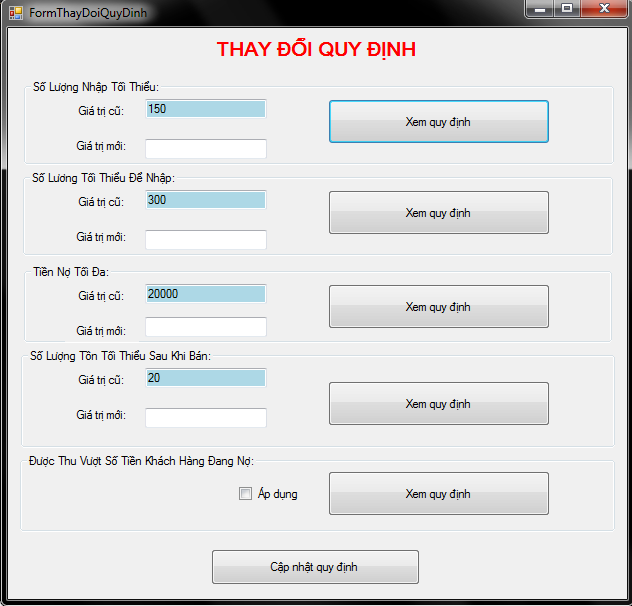 FormThayDoiQuyDinh
THAY ĐỔI QUY ĐỊNH
Số Lượng Nhập Tối Thiểu:
Giá trị cũ:
150
Xem quy định
Giá trị mới:
Số Lương Tối Thiểu Để Nhập:
Giá trị cũ:
300
Xem quy định
Giá trị mới:
Tiền Nợ Tối Đa:
Giá trị cũ:
20000
Xem quy định
Giá trị mới:
Số Lượng Tồn Tối Thiểu Sau Khi Bán:
Giá trị cũ:
20
Xem quy định
Giá trị mới:
Được Thu Vượt Số Tiền Khách Hàng Đang Nợ:
Áp dụng
Xem quy định
Cập nhật quy định